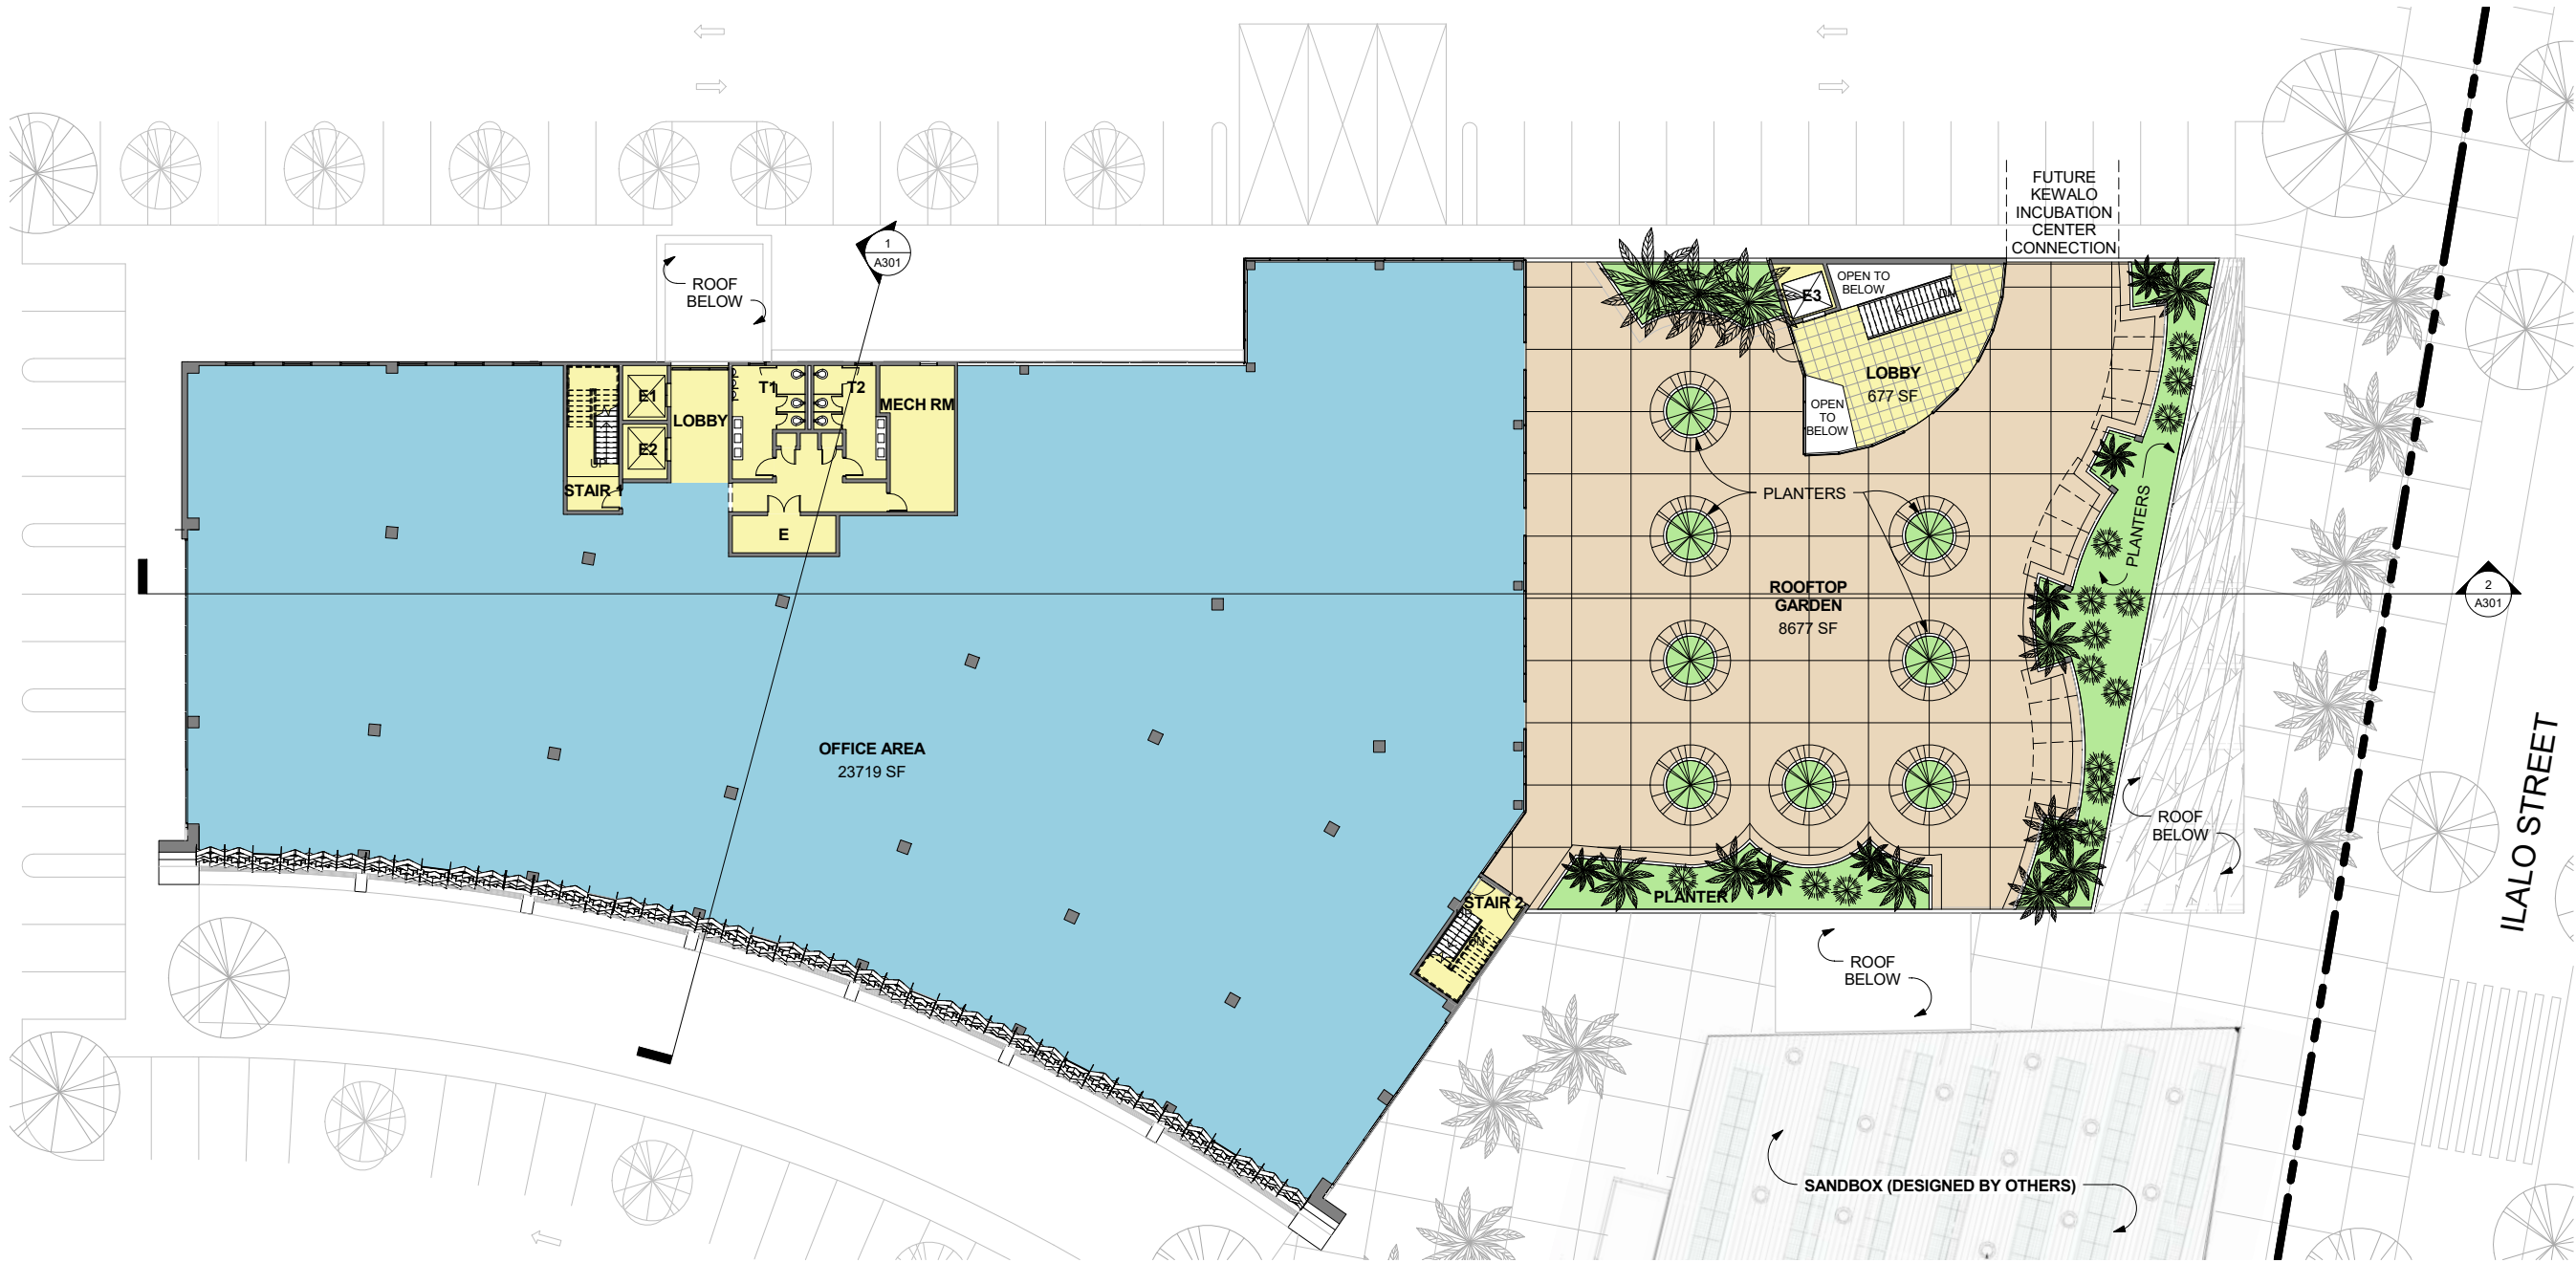 FUTURE
KEWALO
INCUBATION
CENTER
CONNECTION
1
A301
ROOF
BELOW
E3
OPEN TO
BELOW
DN
LOBBY
677 SF
OPEN
TO
BELOW
E1
E2
LOBBY
T1
T2
MECH RM
UP
STAIR 1
E
PLANTERS
PLANTERS
ROOFTOP
GARDEN
8677 SF
2
A301
OFFICE AREA
23719 SF
ROOF
BELOW
ILALO STREET
PLANTER
STAIR 2
ROOF
BELOW
SANDBOX (DESIGNED BY OTHERS)